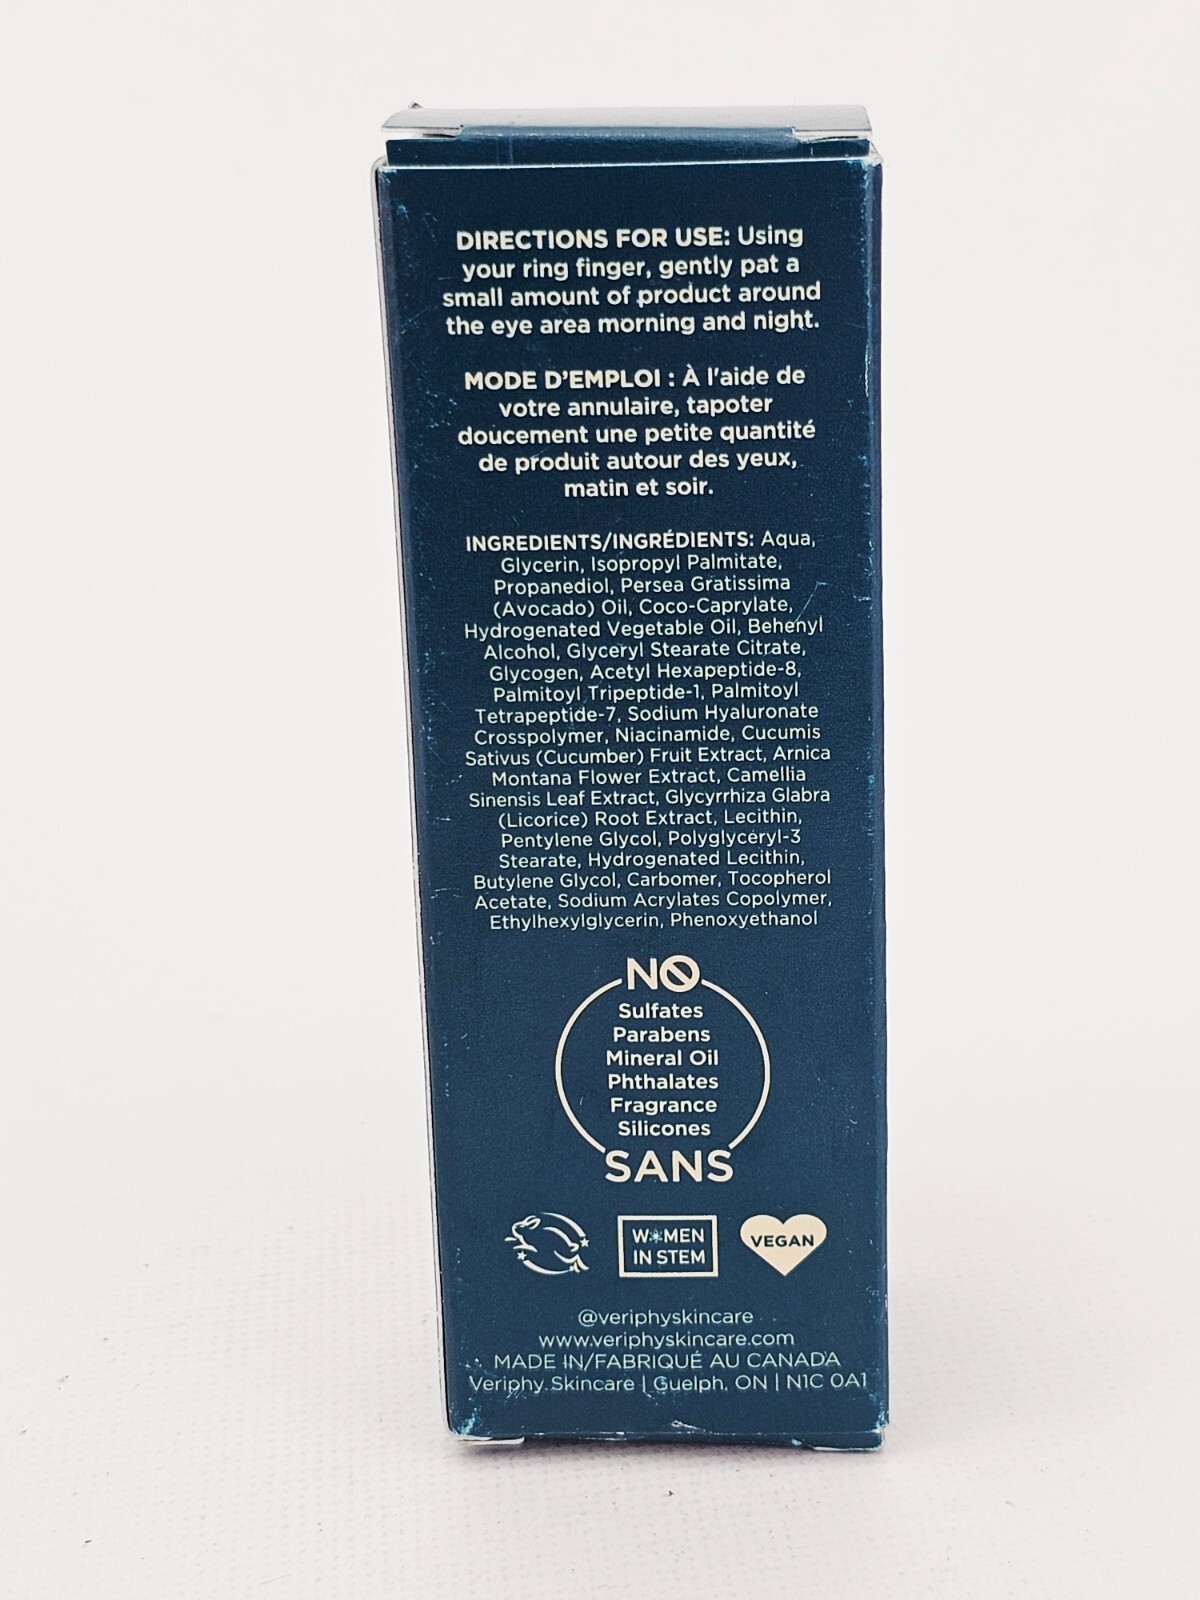 DIRECTIONS FOR USE: Using
your ring finger, gently pat a
small amount of product around
the eye area morning and night.
MODE D'EMPLOI : À l'aide de
votre annulaire, tapoter
doucement une petite quantité
de produit autour des yeux,
matin et soir.
INGREDIENTS/INGRÉDIENTS: Aqua,
Glycerin, Isopropyl Palmitate,
Propanediol, Persea Gratissima
(Avocado) Oil, Coco-Caprylate,
Hydrogenated Vegetable Oil, Behenyl
Alcohol, Glyceryl Stearate Citrate,
Glycogen, Acetyl Hexapeptide-8,
Palmitoyl Tripeptide-1, Palmitoyl
Tetrapeptide-7, Sodium Hyaluronate
Crosspolymer, Niacinamide, Cucumis
Sativus (Cucumber) Fruit Extract, Arnica
Montana Flower Extract, Camellia
Sinensis Leaf Extract, Glycyrrhiza Glabra
(Licorice) Root Extract, Lecithin,
Pentylene Glycol, Polyglyceryl-3
Stearate, Hydrogenated Lecithin,
Butylene Glycol, Carbomer, Tocopherol
Acetate, Sodium Acrylates Copolymer,
Ethylhexylglycerin, Phenoxyethanol
NO
Sulfates
Parabens
Mineral Oil
Phthalates
Fragrance
Silicones
SANS
WOMEN
IN STEM
VEGAN
@veriphyskincare
www.veriphyskincare.com
MADE IN/FABRIQUÉ AU CANADA
Veriphy Skincare | Guelph, ON | N1C 0A1